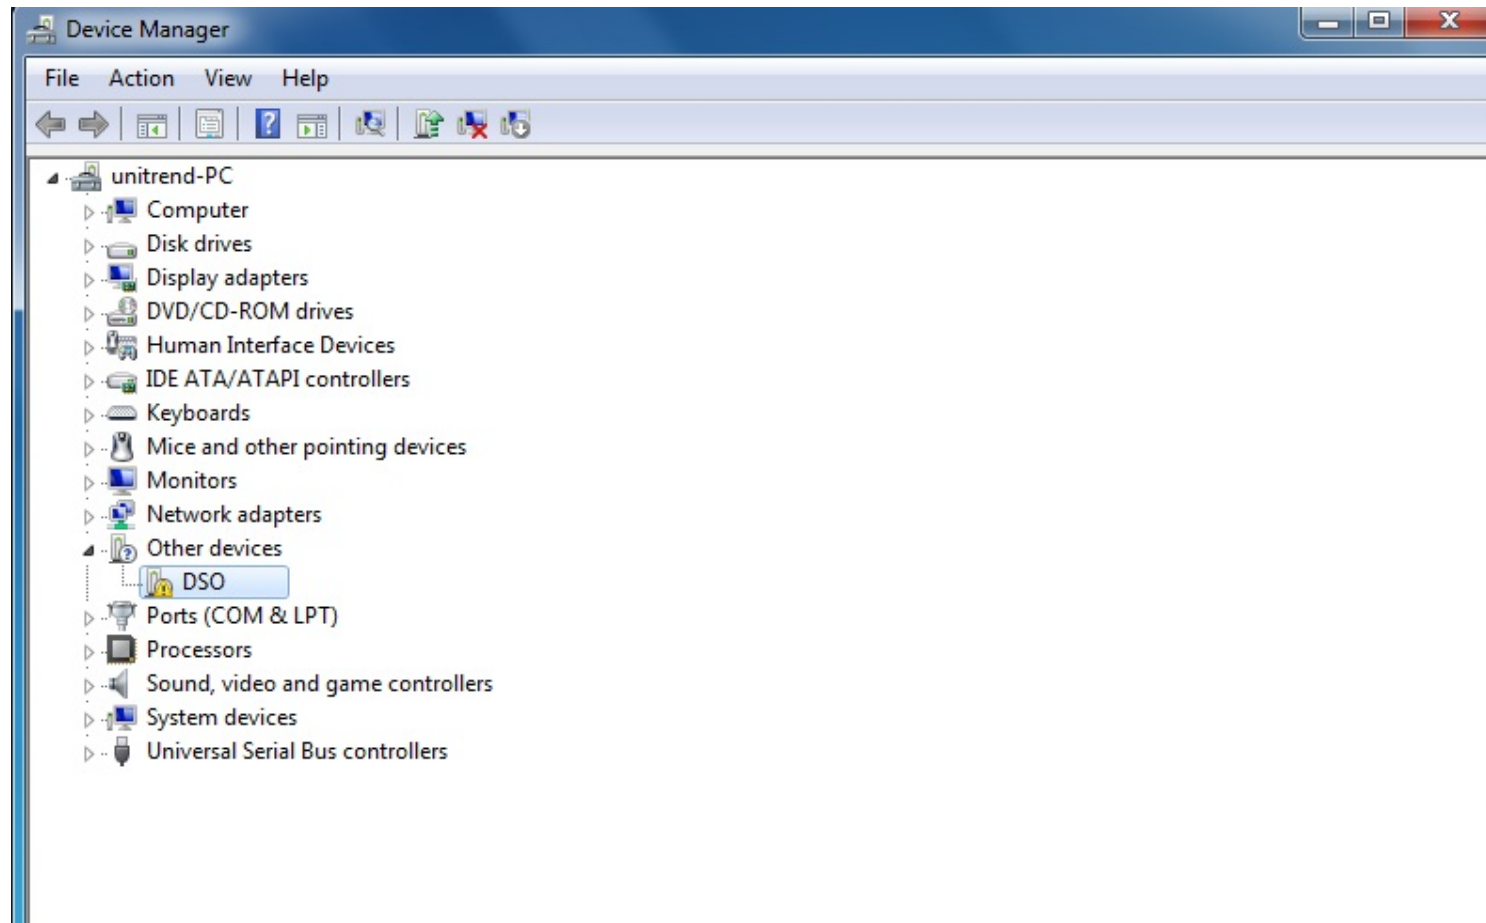 Device Manager
File Action View Help
unitrend-PC
Computer
Disk drives
Display adapters
DVD/CD-ROM drives
Human Interface Devices
IDE ATA/ATAPI controllers
Keyboards
Mice and other pointing devices
Monitors
Network adapters
Other devices
DSO
Ports (COM & LPT)
Processors
Sound, video and game controllers
System devices
Universal Serial Bus controllers